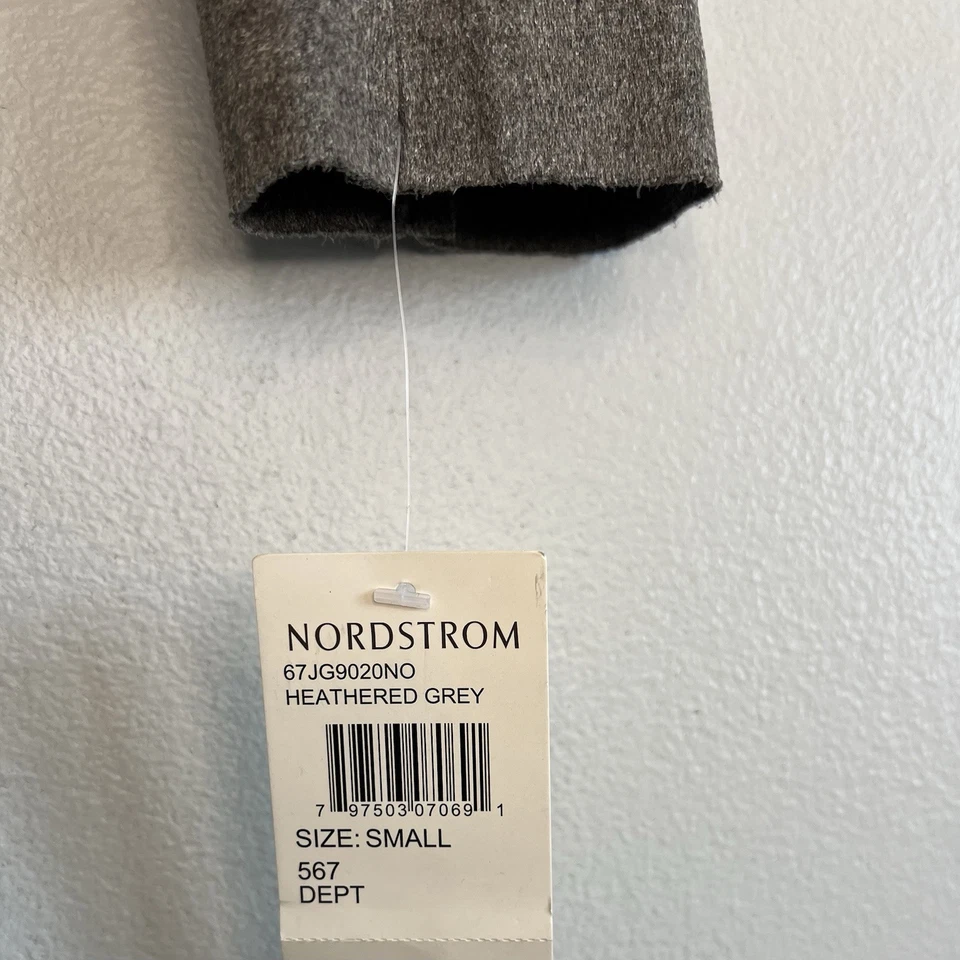 NORDSTROM
67JG9020NO
HEATHERED GREY
7 97503 07069 1
SIZE: SMALL
567
DEPT